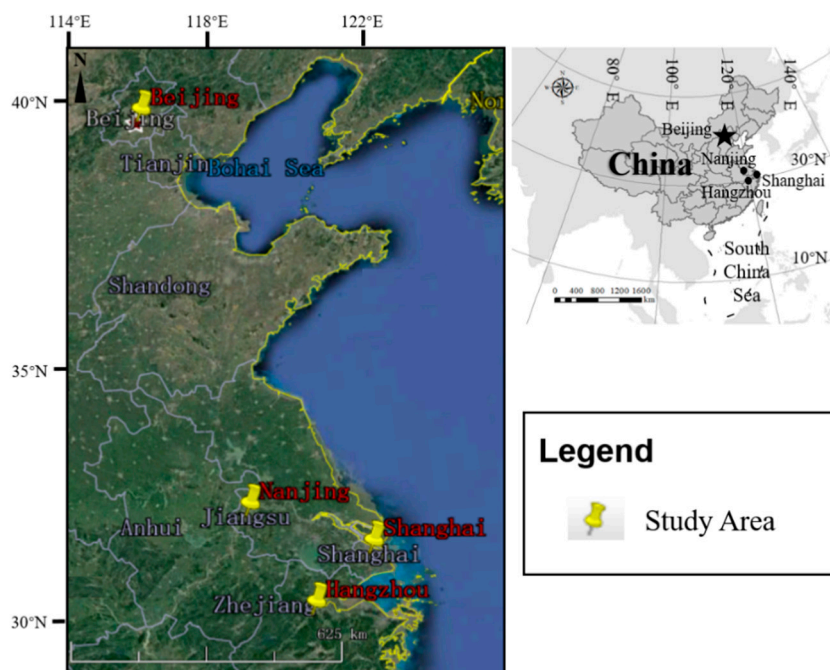 114°E 118°E 122°E
N
40°N
35°N
30°N
Beijing
Beijing
Tianjin
Bohai Sea
Nor
Shandong
Nanjing
Jiangsu
Anhui
Shanghai
Shanghai
Hangzhou
Zhejiang
625 km
80°E 100°E 120°E 140°E
30°N
10°N
Beijing
China
Nanjing
Shanghai
Hangzhou
South
China
Sea
0 400 800 1200 1600
km
Legend
Study Area